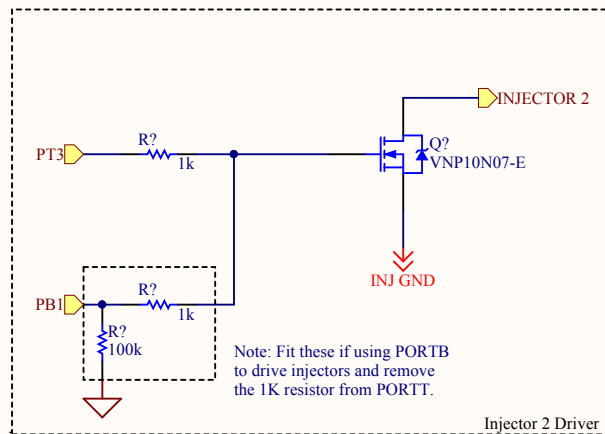 INJECTOR 2
PT3
R?
1k
Q?
VNP10N07-E
INJ GND
PB1
R?
1k
R?
100k
Note: Fit these if using PORTB
to drive injectors and remove
the 1K resistor from PORTT.
Injector 2 Driver